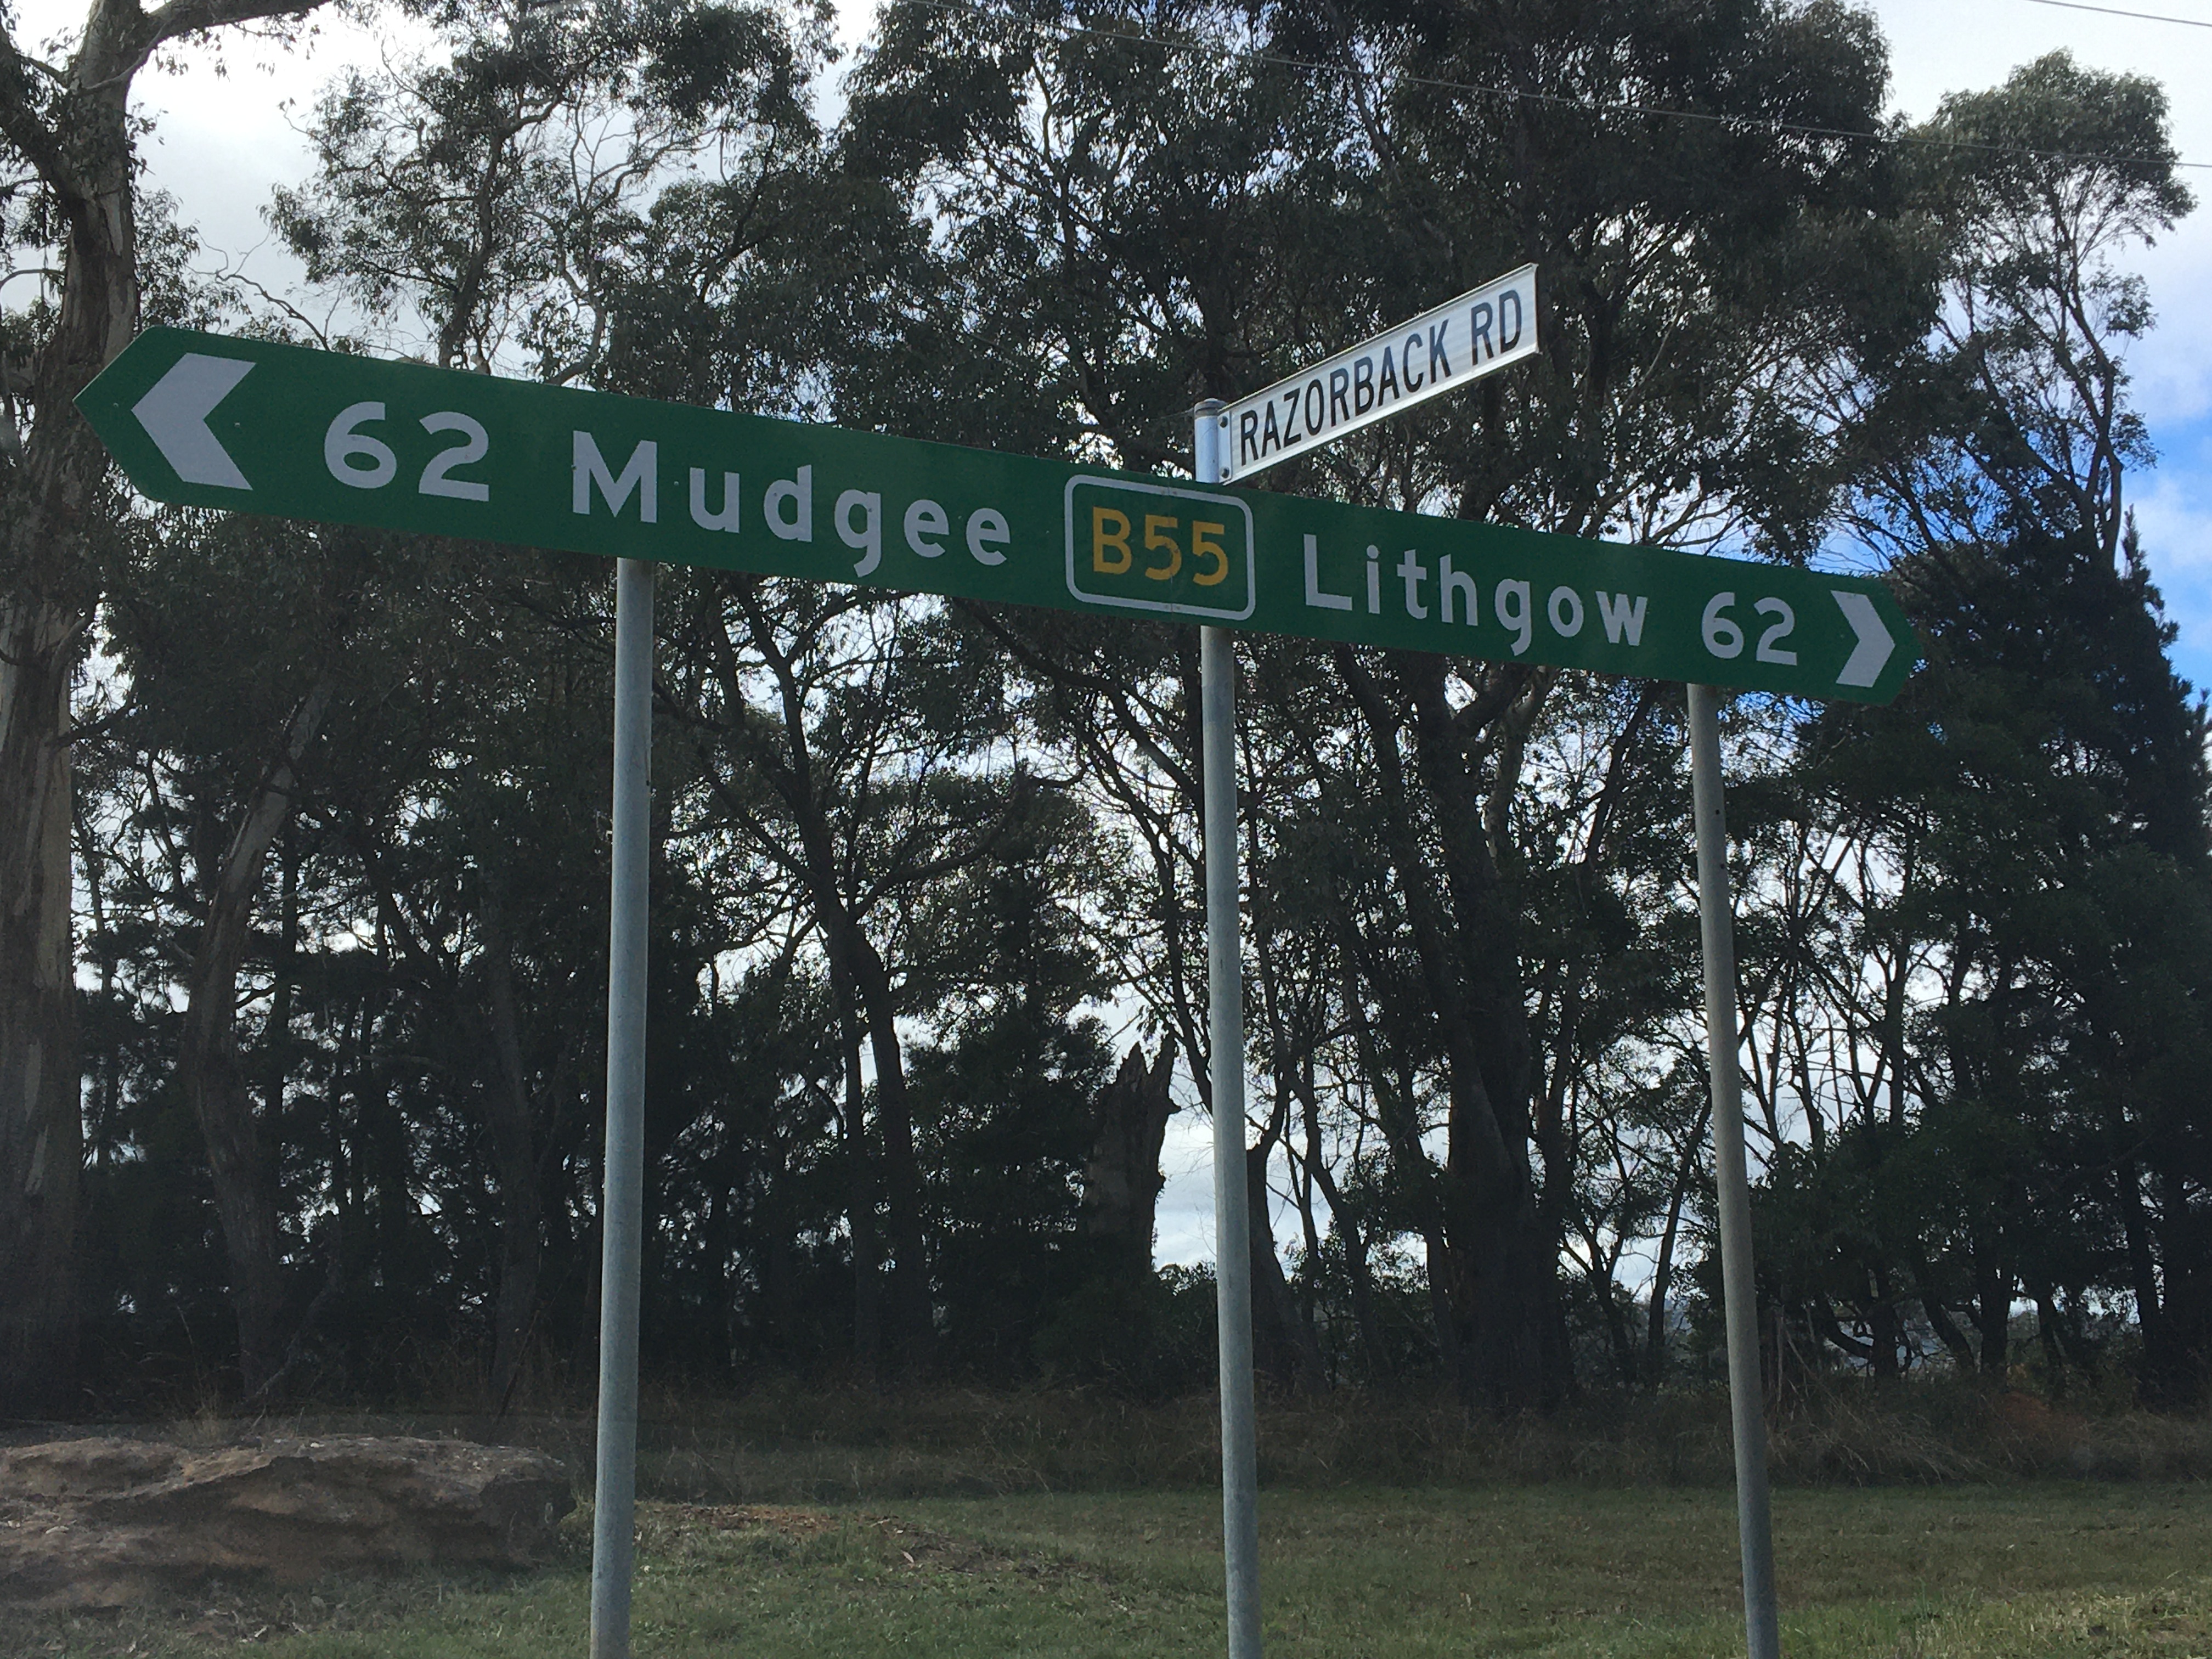 RAZORBACK RD
62 Mudgee B55 Lithgow 62